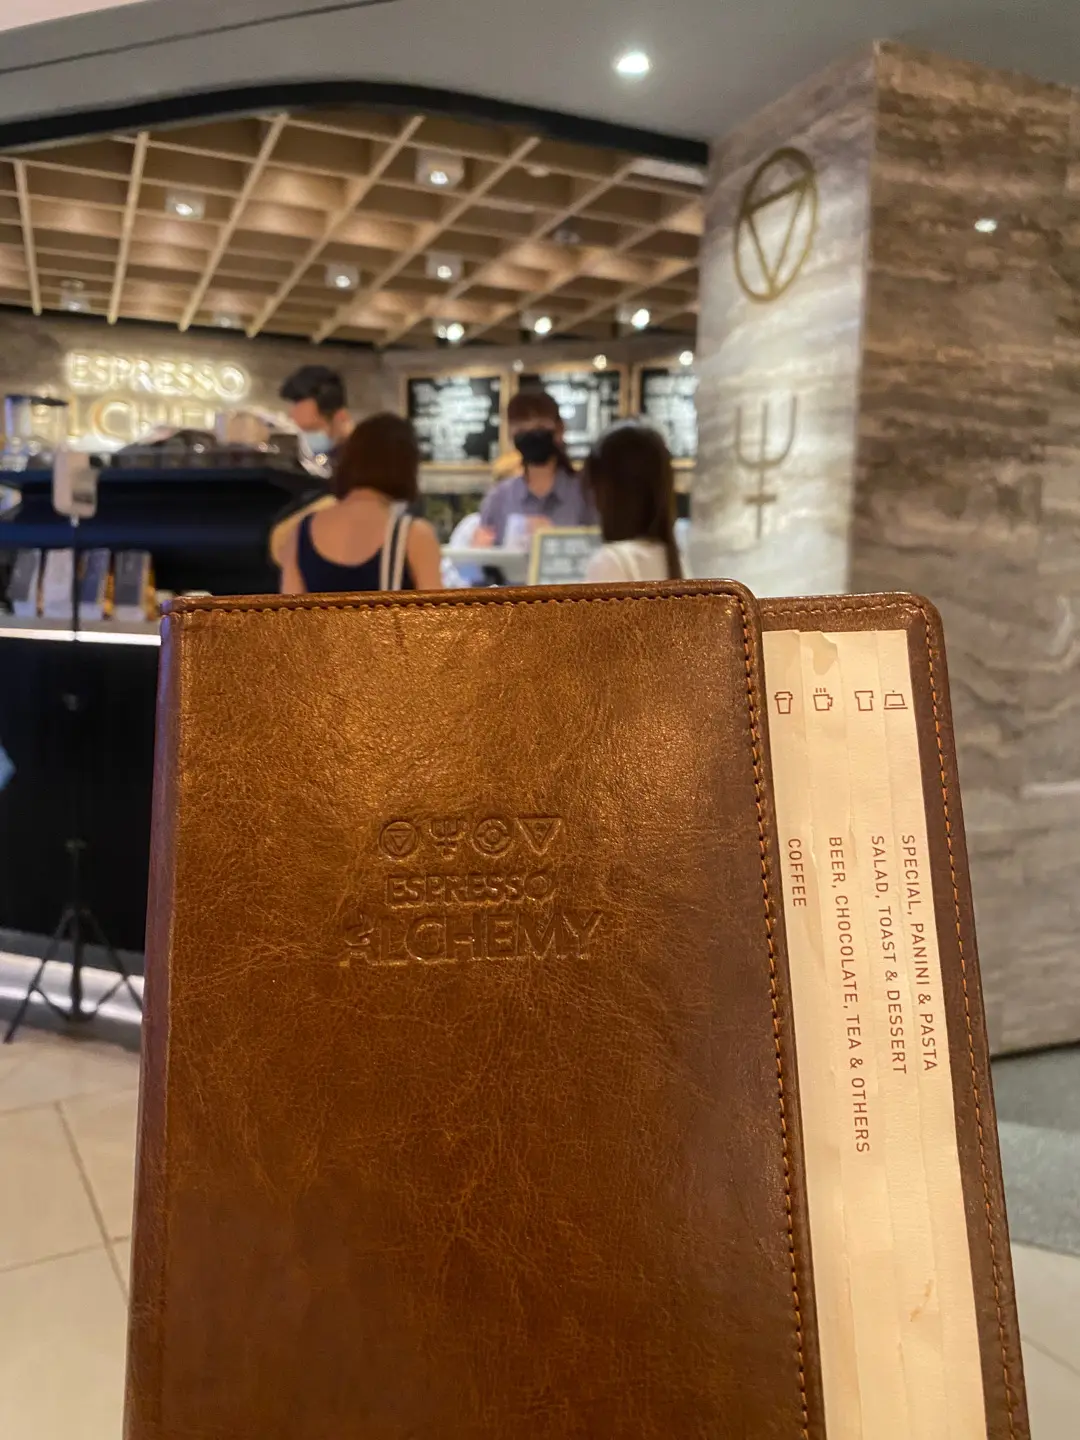 ESPRESSO
ALCHEMY
ESPRESSO
ALCHEMY
COFFEE
BEER, CHOCOLATE, TEA & OTHERS
SALAD, TOAST & DESSERT
SPECIAL, PANINI & PASTA